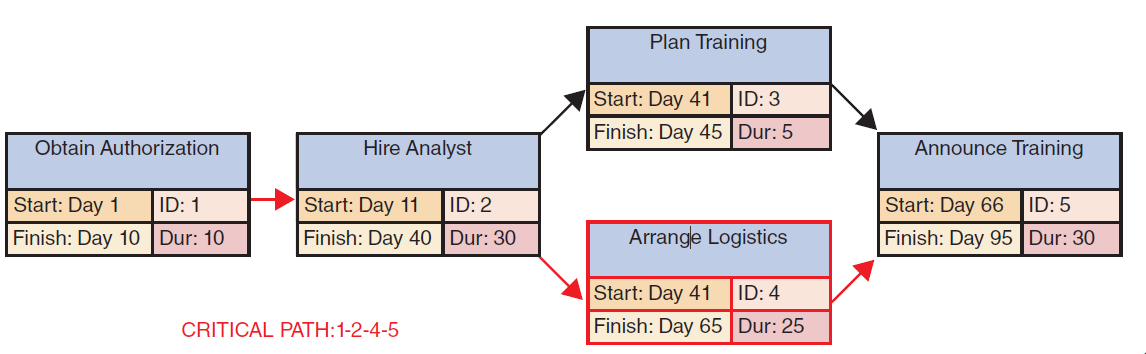 Obtain Authorization
Start: Day 1
ID: 1
Finish: Day 10
Dur: 10
Hire Analyst
Start: Day 11
ID: 2
Finish: Day 40
Dur: 30
Plan Training
Start: Day 41
ID: 3
Finish: Day 45
Dur: 5
Arrange Logistics
Start: Day 41
ID: 4
Finish: Day 65
Dur: 25
Announce Training
Start: Day 66
ID: 5
Finish: Day 95
Dur: 30
CRITICAL PATH:1-2-4-5